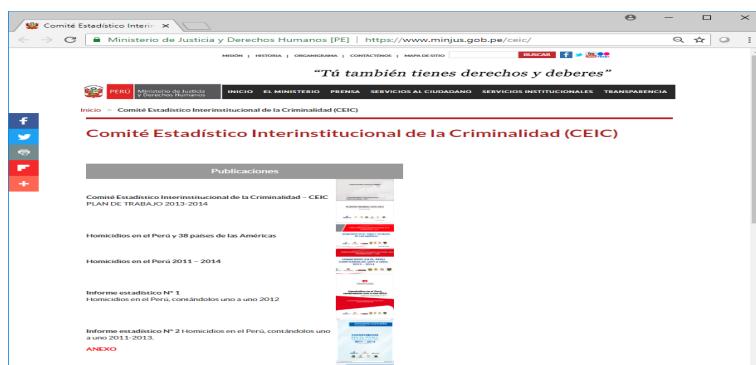 Comité Estadístico Interin
Ministerio de Justicia y Derechos Humanos [PE] | https://www.minjus.gob.pe/ceic/
MISIÓN | HISTORIA | ORGANIGRAMA | CONTÁCTENOS | MAPA DE SITIO
BUSCAR
"Tú también tienes derechos y deberes"
PERÚ
Ministerio de Justicia
y Derechos Humanos
INICIO EL MINISTERIO PRENSA SERVICIOS AL CIUDADANO SERVICIOS INSTITUCIONALES TRANSPARENCIA
Inicio > Comité Estadístico Interinstitucional de la Criminalidad (CEIC)
Comité Estadístico Interinstitucional de la Criminalidad (CEIC)
Publicaciones
Comité Estadístico Interinstitucional de la Criminalidad – CEIC
PLAN DE TRABAJO 2013-2014
Homicidios en el Perú y 38 países de las Américas
Homicidios en el Perú 2011 – 2014
Informe estadístico N° 1
Homicidios en el Perú, contándolos uno a uno 2012
Informe estadístico N° 2 Homicidios en el Perú, contándolos uno
a uno 2011-2013.
ANEXO